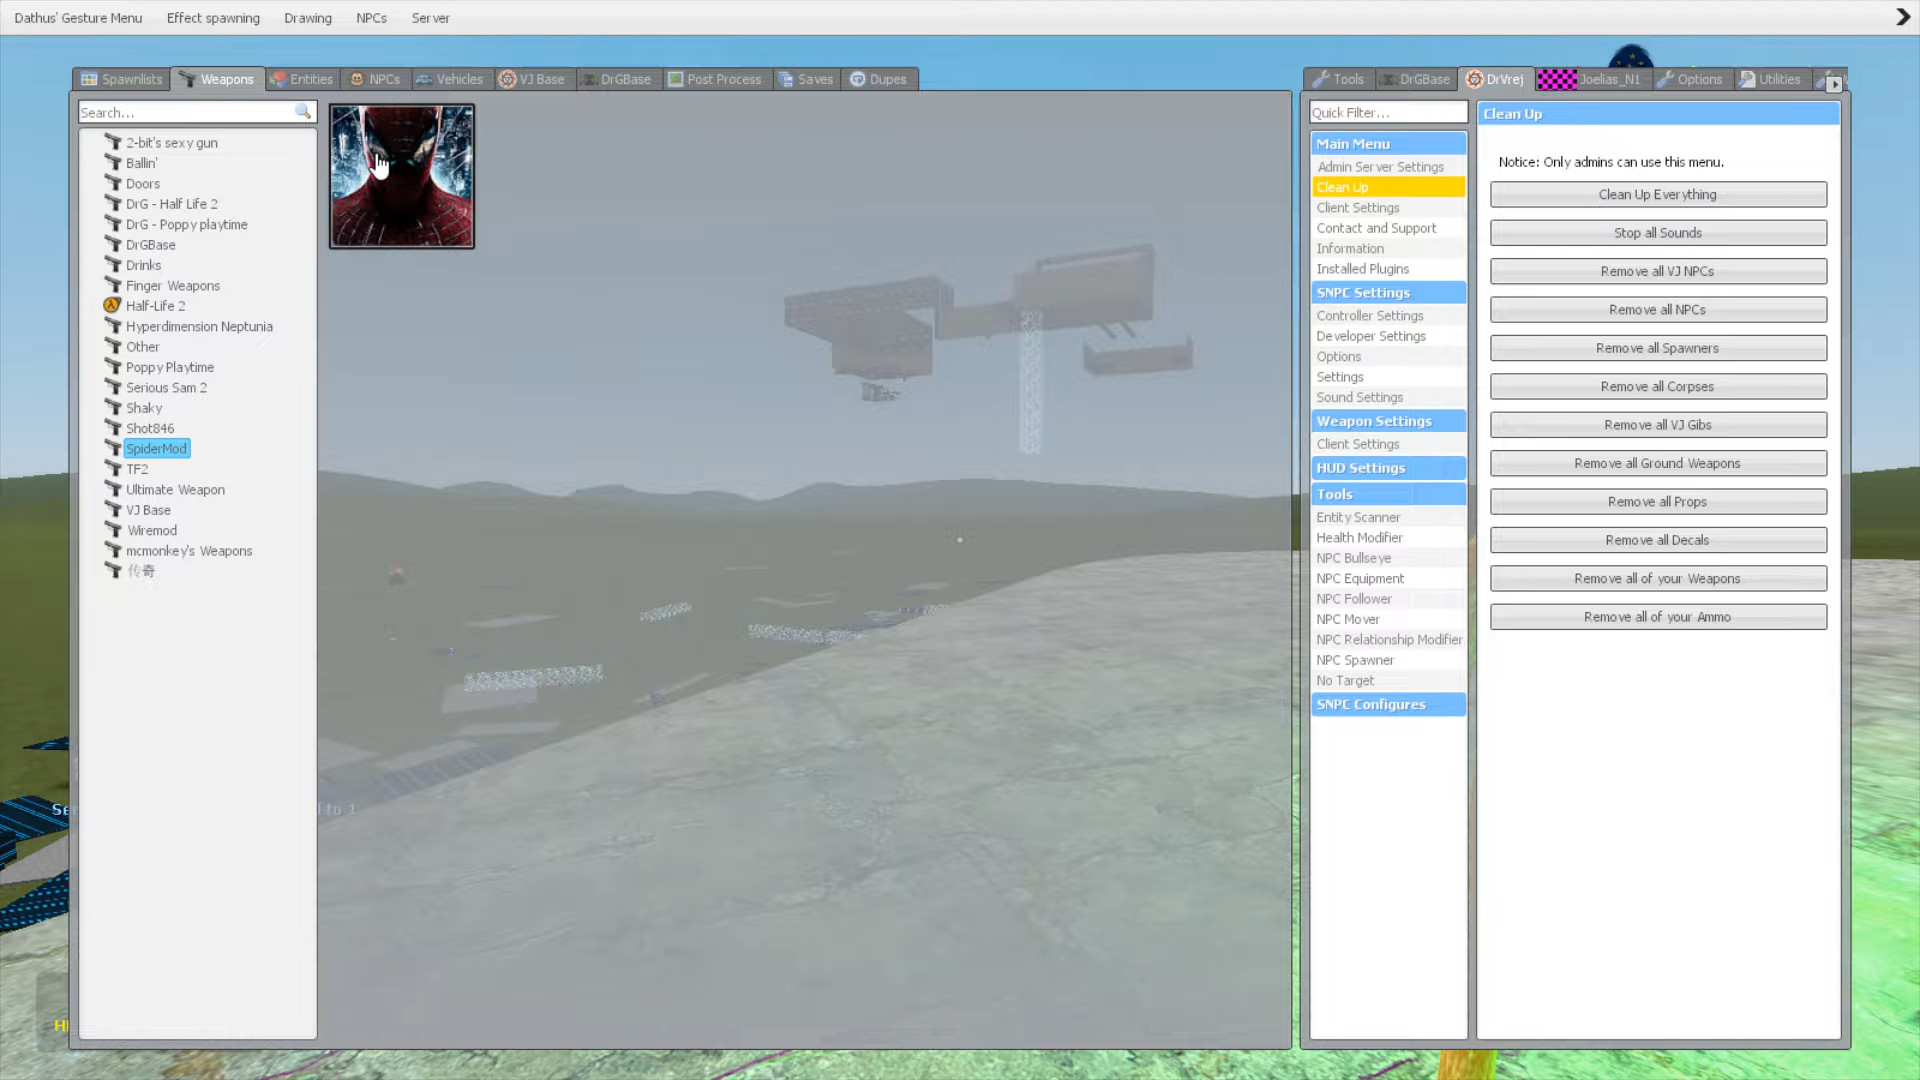 Dathus' Gesture Menu Effect spawning Drawing NPCs Server
Spawnlists Weapons Entities NPCs Vehicles VJ Base DrGBase Post Process Saves Dupes
Search...
2-bit's sexy gun
Ballin'
Doors
DrG - Half Life 2
DrG - Poppy playtime
DrGBase
Drinks
Finger Weapons
Half-Life 2
Hyperdimension Neptunia
Other
Poppy Playtime
Serious Sam 2
Shaky
Shot846
SpiderMod
TF2
Ultimate Weapon
VJ Base
Wiremod
mcmonkey's Weapons
传奇
Tools DrGBase DrVrej Joelias_N1 Options Utilities
Quick Filter...
Main Menu
Admin Server Settings
Clean Up
Client Settings
Contact and Support
Information
Installed Plugins
SNPC Settings
Controller Settings
Developer Settings
Options
Settings
Sound Settings
Weapon Settings
Client Settings
HUD Settings
Tools
Entity Scanner
Health Modifier
NPC Bullseye
NPC Equipment
NPC Follower
NPC Mover
NPC Relationship Modifier
NPC Spawner
No Target
SNPC Configures
Clean Up
Notice: Only admins can use this menu.
Clean Up Everything
Stop all Sounds
Remove all VJ NPCs
Remove all NPCs
Remove all Spawners
Remove all Corpses
Remove all VJ Gibs
Remove all Ground Weapons
Remove all Props
Remove all Decals
Remove all of your Weapons
Remove all of your Ammo